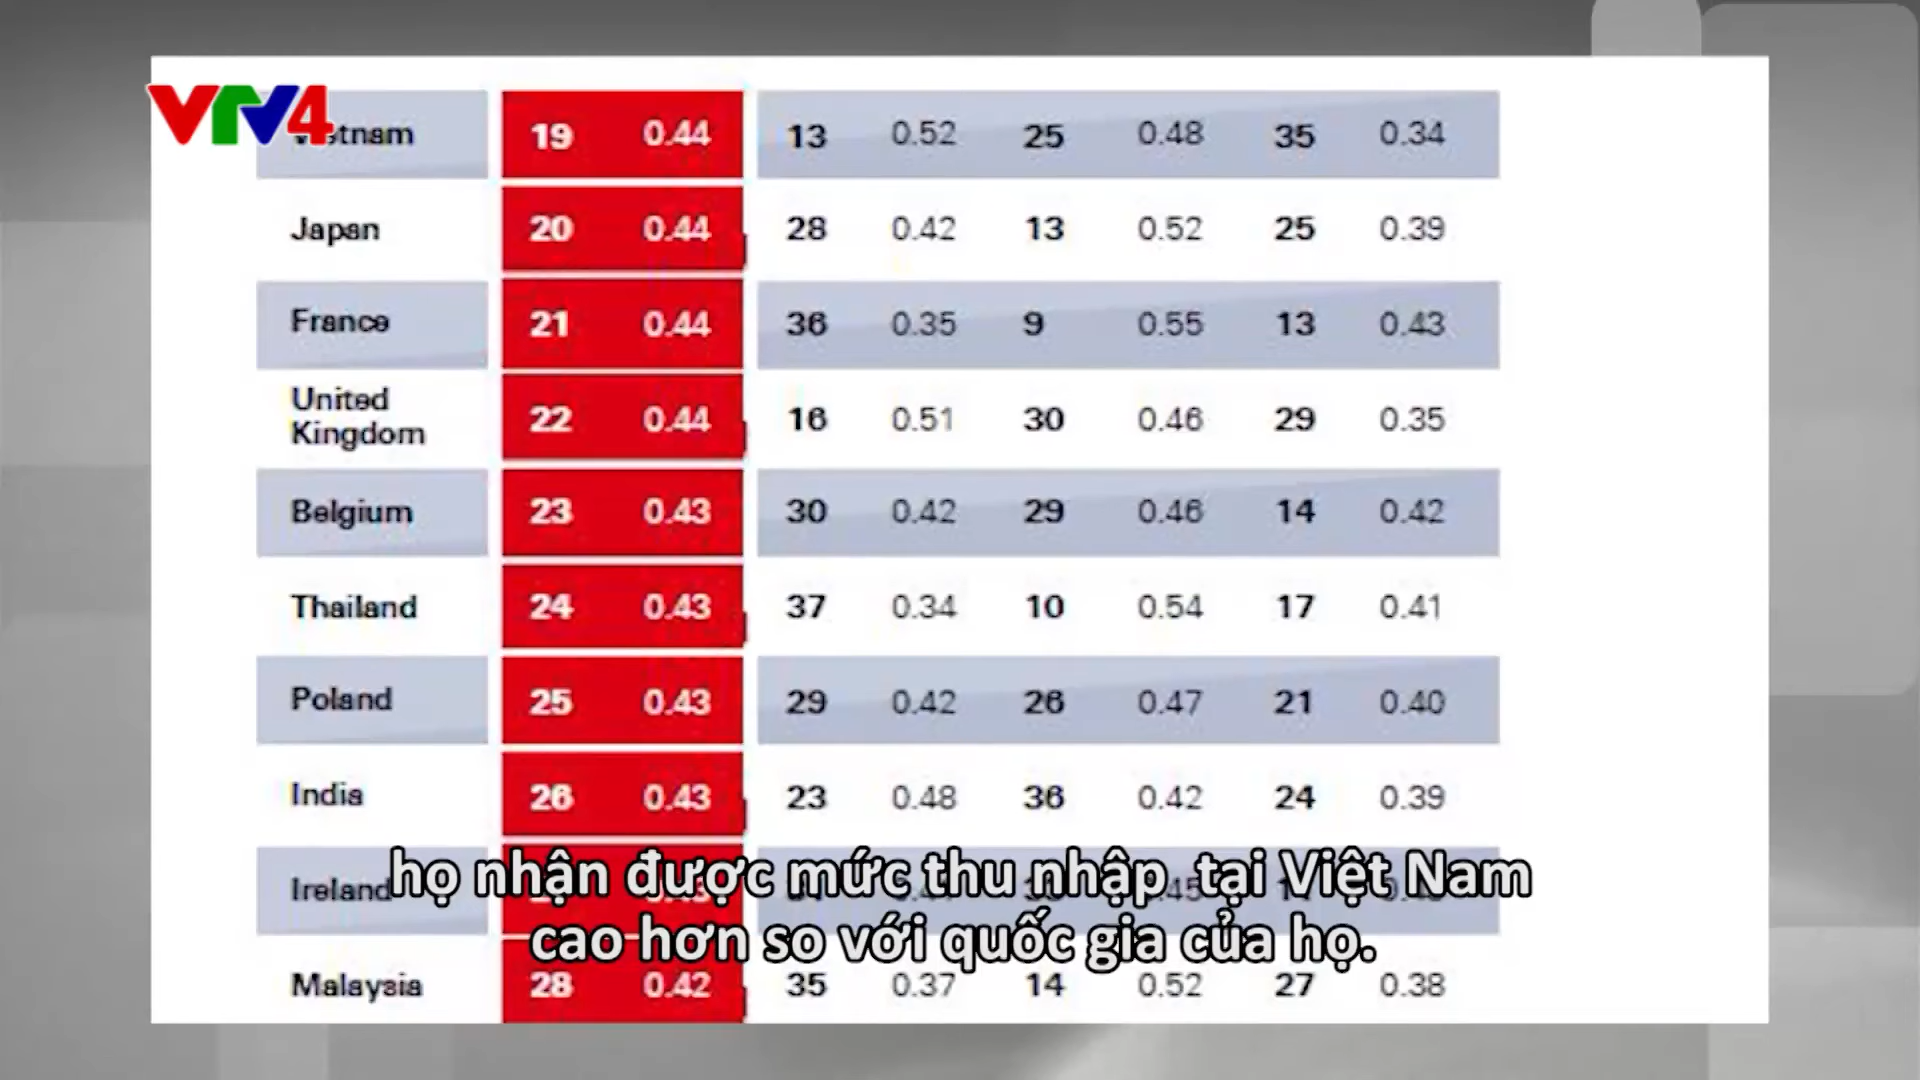 VTV4
Vietnam 19 0.44 13 0.52 25 0.48 35 0.34
Japan 20 0.44 28 0.42 13 0.52 25 0.39
France 21 0.44 36 0.35 9 0.55 13 0.43
United
Kingdom 22 0.44 16 0.51 30 0.46 29 0.35
Belgium 23 0.43 30 0.42 29 0.46 14 0.42
Thailand 24 0.43 37 0.34 10 0.54 17 0.41
Poland 25 0.43 29 0.42 26 0.47 21 0.40
India 26 0.43 23 0.48 36 0.42 24 0.39
Ireland
họ nhận được mức thu nhập tại Việt Nam
cao hơn so với quốc gia của họ.
Malaysia 28 0.42 35 0.37 14 0.52 27 0.38